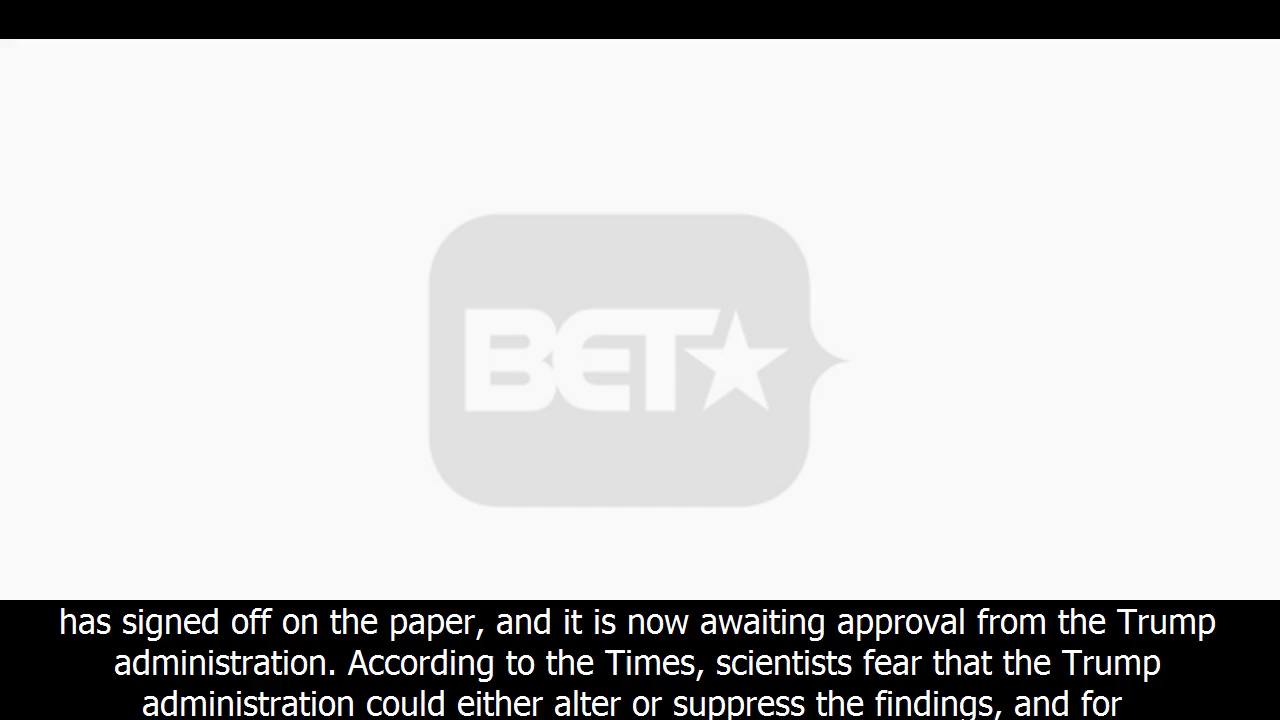 BET
has signed off on the paper, and it is now awaiting approval from the Trump
administration. According to the Times, scientists fear that the Trump
administration could either alter or suppress the findings, and for